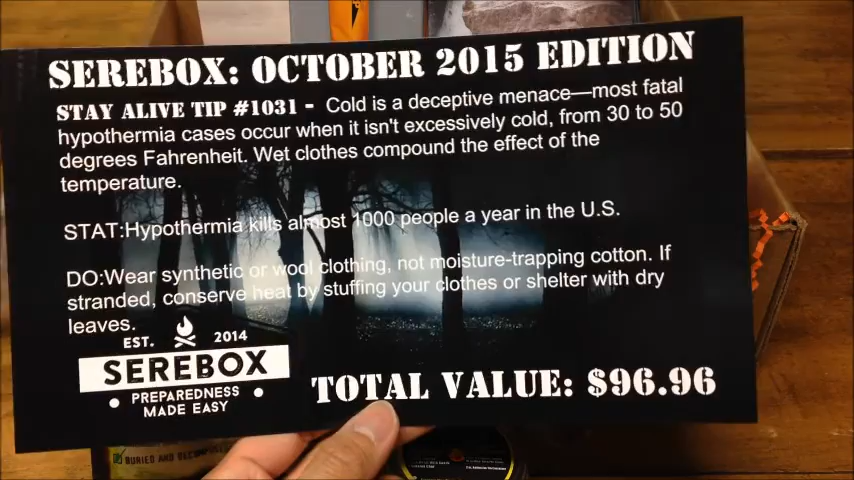 SEREBOX: OCTOBER 2015 EDITION
STAY ALIVE TIP #1031 - Cold is a deceptive menace—most fatal
hypothermia cases occur when it isn't excessively cold, from 30 to 50
degrees Fahrenheit. Wet clothes compound the effect of the
temperature.
STAT:Hypothermia kills almost 1000 people a year in the U.S.
DO:Wear synthetic or wool clothing, not moisture-trapping cotton. If
stranded, conserve heat by stuffing your clothes or shelter with dry
leaves.
EST. 2014
SEREBOX
PREPAREDNESS
MADE EASY
TOTAL VALUE: $96.96
BURIED AND